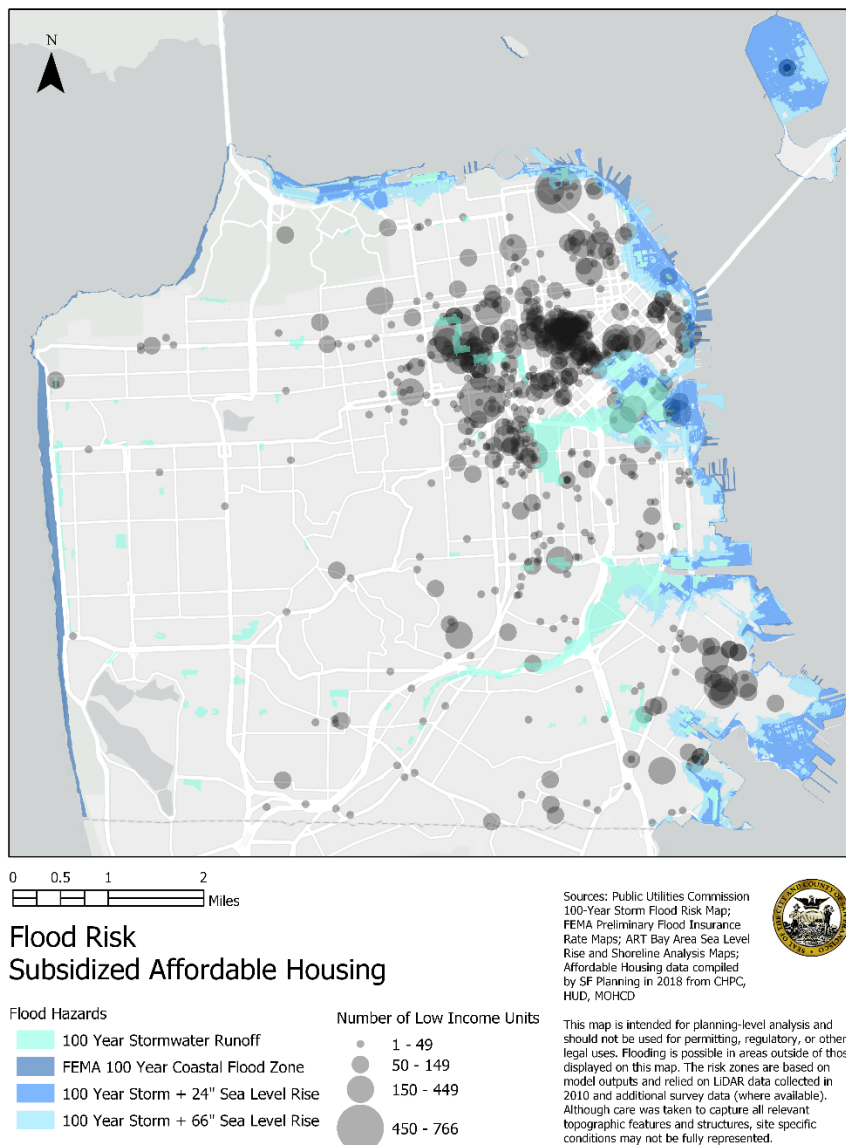 N
0 0.5 1 2
Miles
Flood Risk
Subsidized Affordable Housing
Flood Hazards
100 Year Stormwater Runoff
FEMA 100 Year Coastal Flood Zone
100 Year Storm + 24" Sea Level Rise
100 Year Storm + 66" Sea Level Rise
Number of Low Income Units
1 - 49
50 - 149
150 - 449
450 - 766
Sources: Public Utilities Commission
100-Year Storm Flood Risk Map;
FEMA Preliminary Flood Insurance
Rate Maps; ART Bay Area Sea Level
Rise and Shoreline Analysis Maps;
Affordable Housing data compiled
by SF Planning in 2018 from CHPC,
HUD, MOHCD
This map is intended for planning-level analysis and
should not be used for permitting, regulatory, or other
legal uses. Flooding is possible in areas outside of thos
displayed on this map. The risk zones are based on
model outputs and relied on LiDAR data collected in
2010 and additional survey data (where available).
Although care was taken to capture all relevant
topographic features and structures, site specific
conditions may not be fully represented.